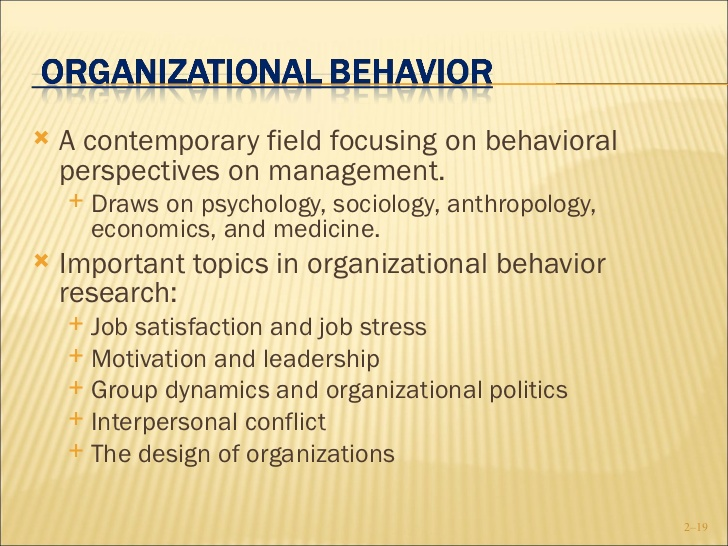 ORGANIZATIONAL BEHAVIOR
A contemporary field focusing on behavioral
perspectives on management.
Draws on psychology, sociology, anthropology,
economics, and medicine.
Important topics in organizational behavior
research:
Job satisfaction and job stress
Motivation and leadership
Group dynamics and organizational politics
Interpersonal conflict
The design of organizations
2–19